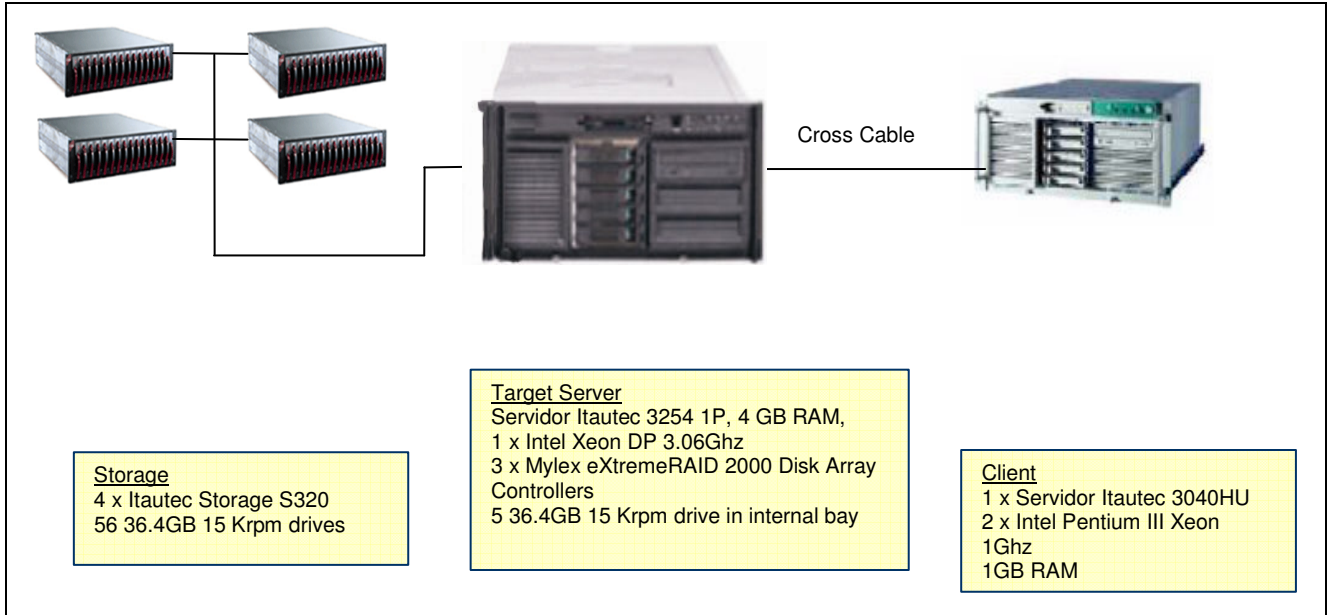 Cross Cable
Storage
4 x Itautec Storage S320
56 36.4GB 15 Krpm drives
Target Server
Servidor Itautec 3254 1P, 4 GB RAM,
1 x Intel Xeon DP 3.06Ghz
3 x Mylex eXtremeRAID 2000 Disk Array
Controllers
5 36.4GB 15 Krpm drive in internal bay
Client
1 x Servidor Itautec 3040HU
2 x Intel Pentium III Xeon
1Ghz
1GB RAM